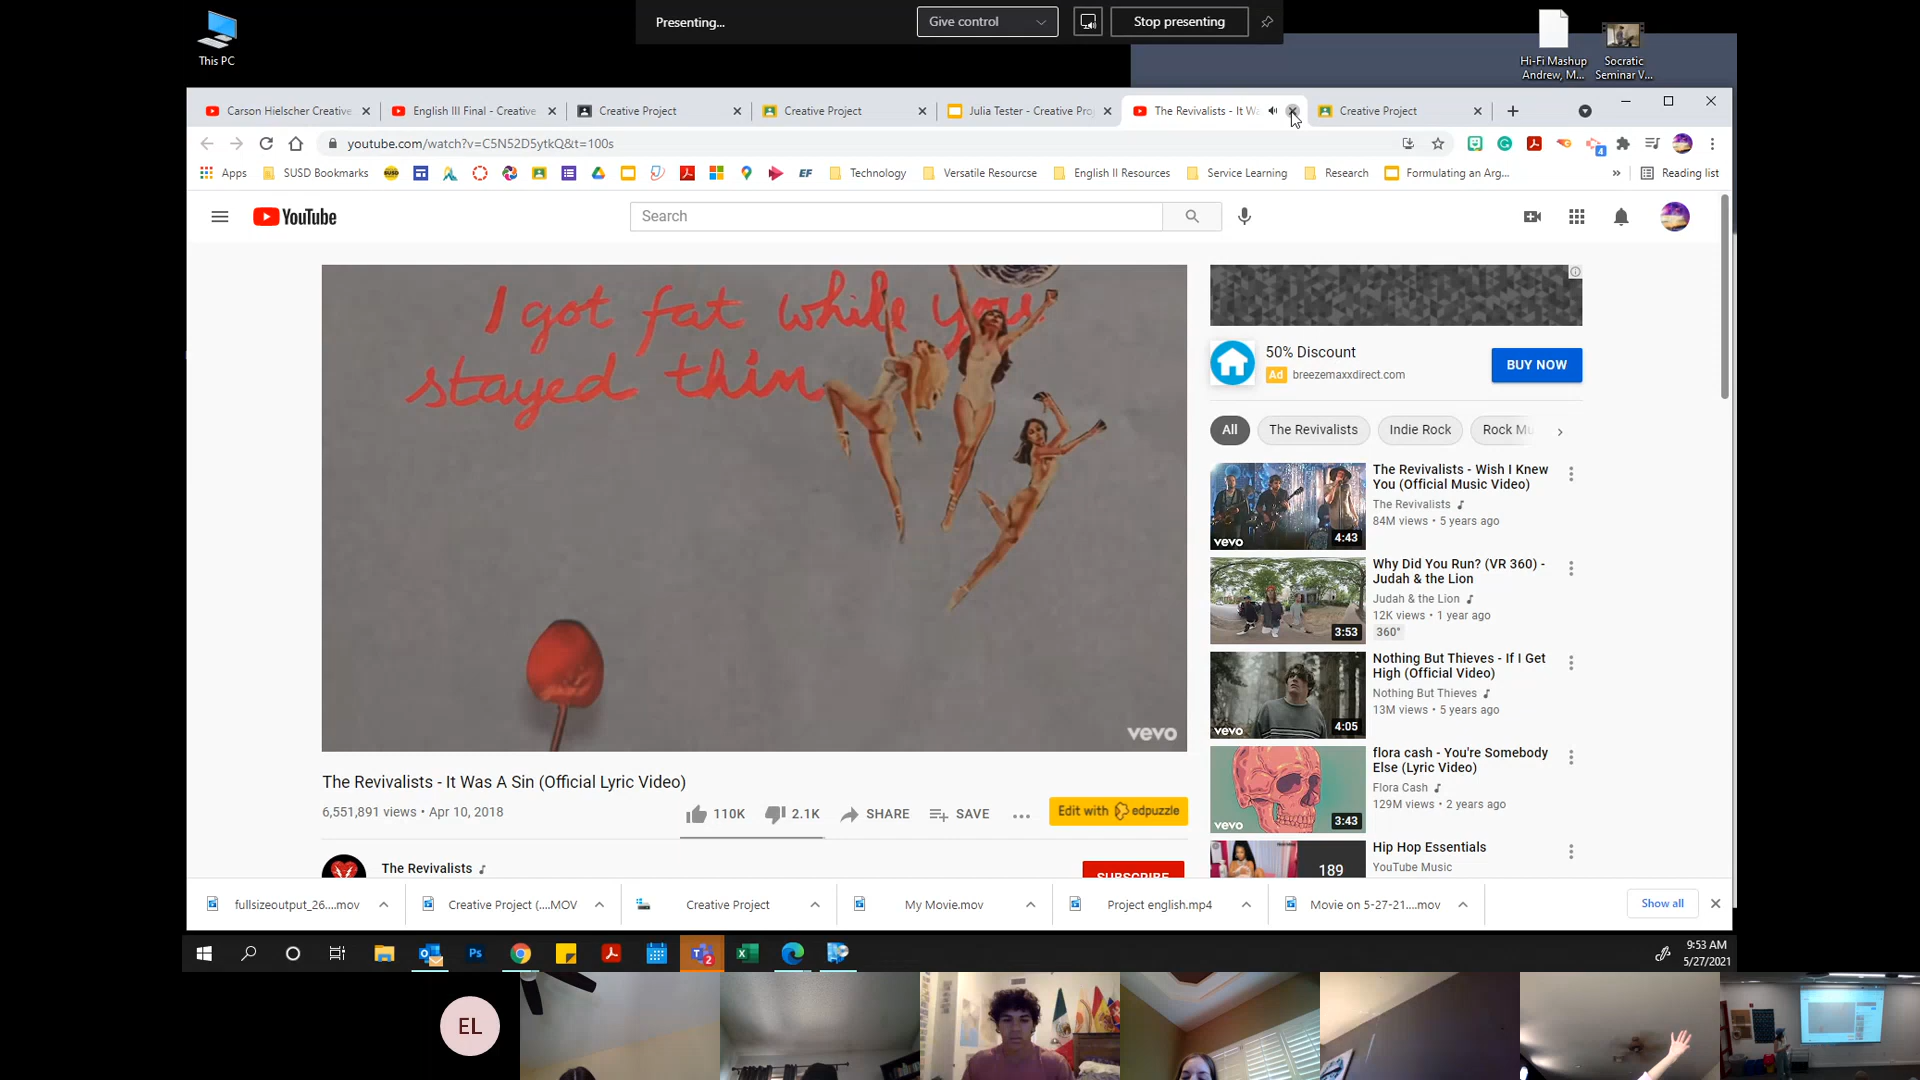 Presenting...
Give control
Stop presenting
This PC
Hi-Fi Mashup
Andrew, M...
Socratic
Seminar V...
Carson Hielscher Creative
English III Final - Creative
Creative Project
Creative Project
Julia Tester - Creative Pro
The Revivalists - It Wa
Creative Project
youtube.com/watch?v=C5N52D5ytkQ&t=100s
4
Apps
SUSD Bookmarks
EF
Technology
Versatile Resourcse
English II Resources
Service Learning
Research
Formulating an Arg...
Reading list
YouTube
Search
I got fat while you
stayed thin
vevo
50% Discount
Ad breezemaxxdirect.com
BUY NOW
All
The Revivalists
Indie Rock
Rock Mu
The Revivalists - Wish I Knew
You (Official Music Video)
The Revivalists
84M views • 5 years ago
vevo
4:43
Why Did You Run? (VR 360) -
Judah & the Lion
Judah & the Lion
12K views • 1 year ago
360°
3:53
Nothing But Thieves - If I Get
High (Official Video)
Nothing But Thieves
13M views • 5 years ago
vevo
4:05
flora cash - You're Somebody
Else (Lyric Video)
Flora Cash
129M views • 2 years ago
vevo
3:43
Hip Hop Essentials
YouTube Music
189
The Revivalists - It Was A Sin (Official Lyric Video)
6,551,891 views • Apr 10, 2018
110K
2.1K
SHARE
SAVE
Edit with edpuzzle
The Revivalists
SUBSCRIBE
fullsizeoutput_26....mov
Creative Project (....MOV
Creative Project
My Movie.mov
Project english.mp4
Movie on 5-27-21....mov
Show all
Ps
2
9:53 AM
5/27/2021
EL